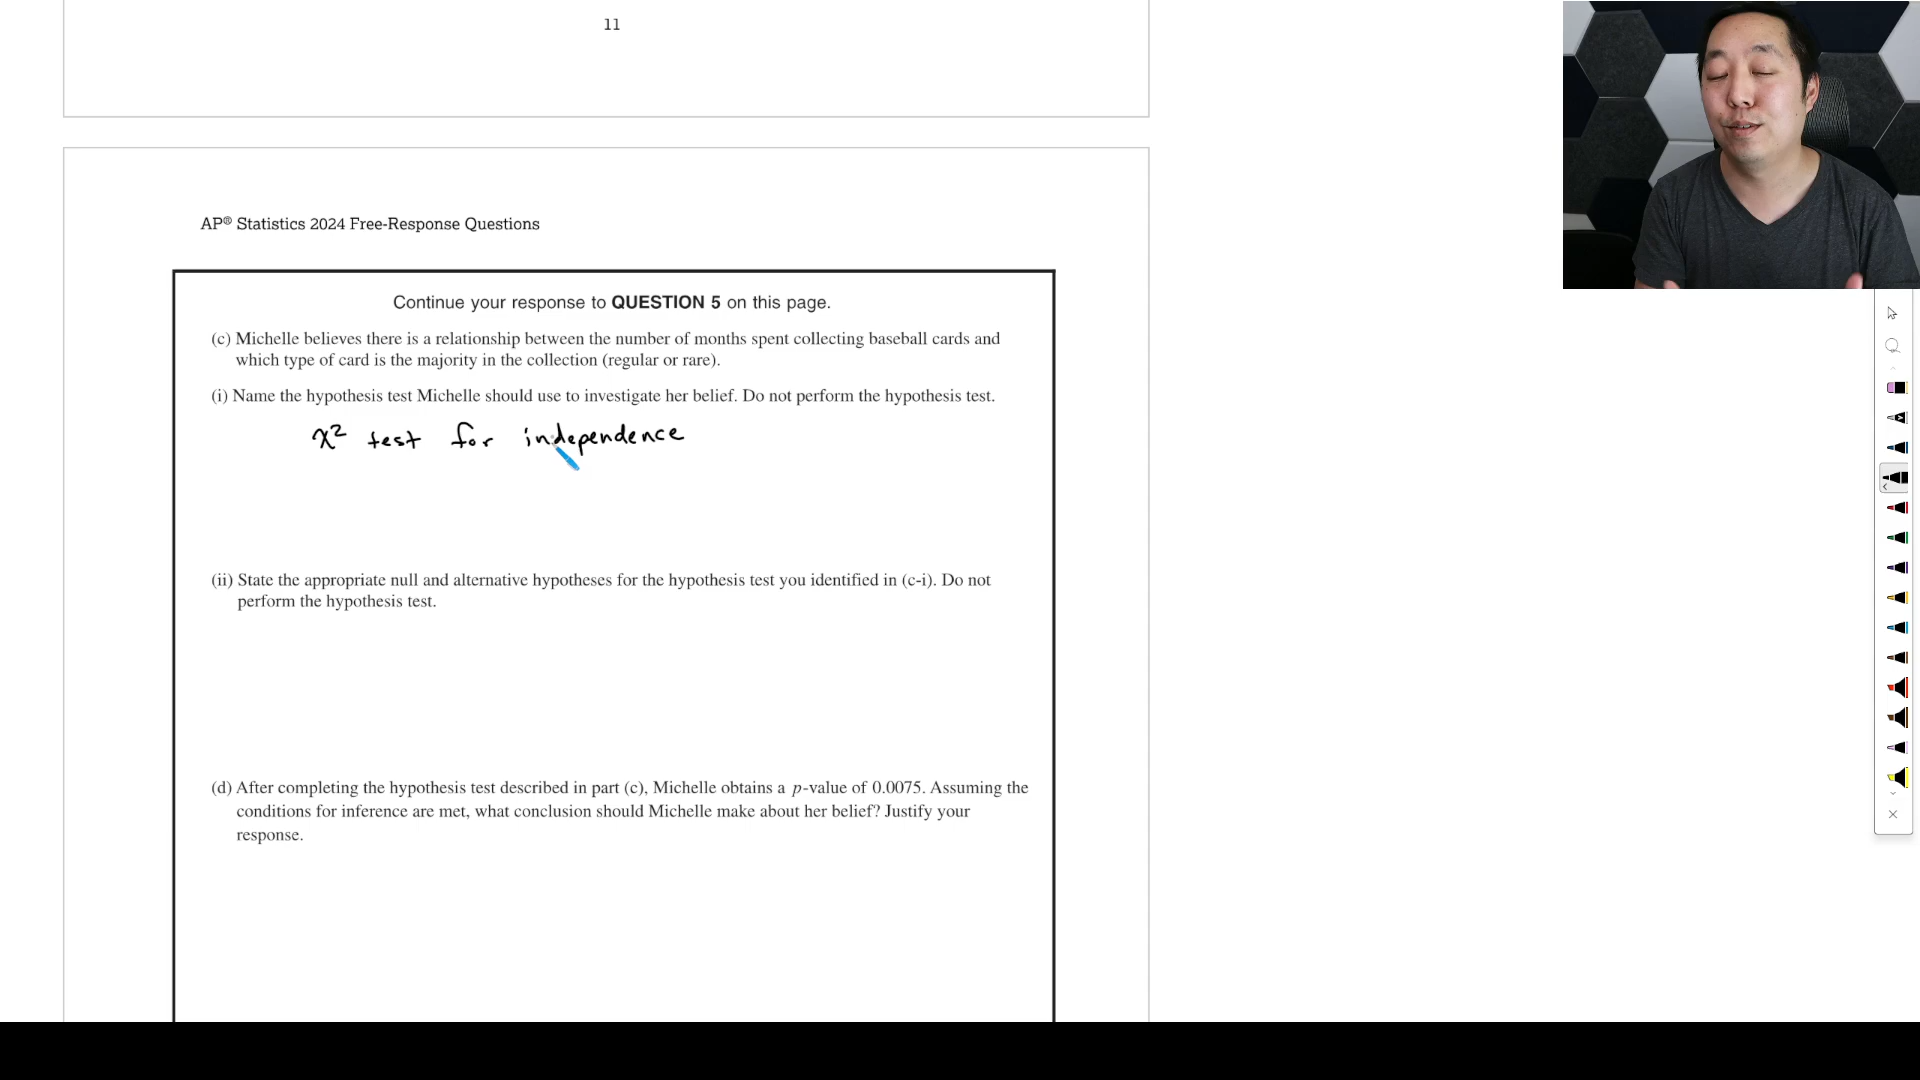 11
AP® Statistics 2024 Free-Response Questions
Continue your response to QUESTION 5 on this page.
(c) Michelle believes there is a relationship between the number of months spent collecting baseball cards and
which type of card is the majority in the collection (regular or rare).
(i) Name the hypothesis test Michelle should use to investigate her belief. Do not perform the hypothesis test.
χ² test for independence
(ii) State the appropriate null and alternative hypotheses for the hypothesis test you identified in (c-i). Do not
perform the hypothesis test.
(d) After completing the hypothesis test described in part (c), Michelle obtains a p-value of 0.0075. Assuming the
conditions for inference are met, what conclusion should Michelle make about her belief? Justify your
response.